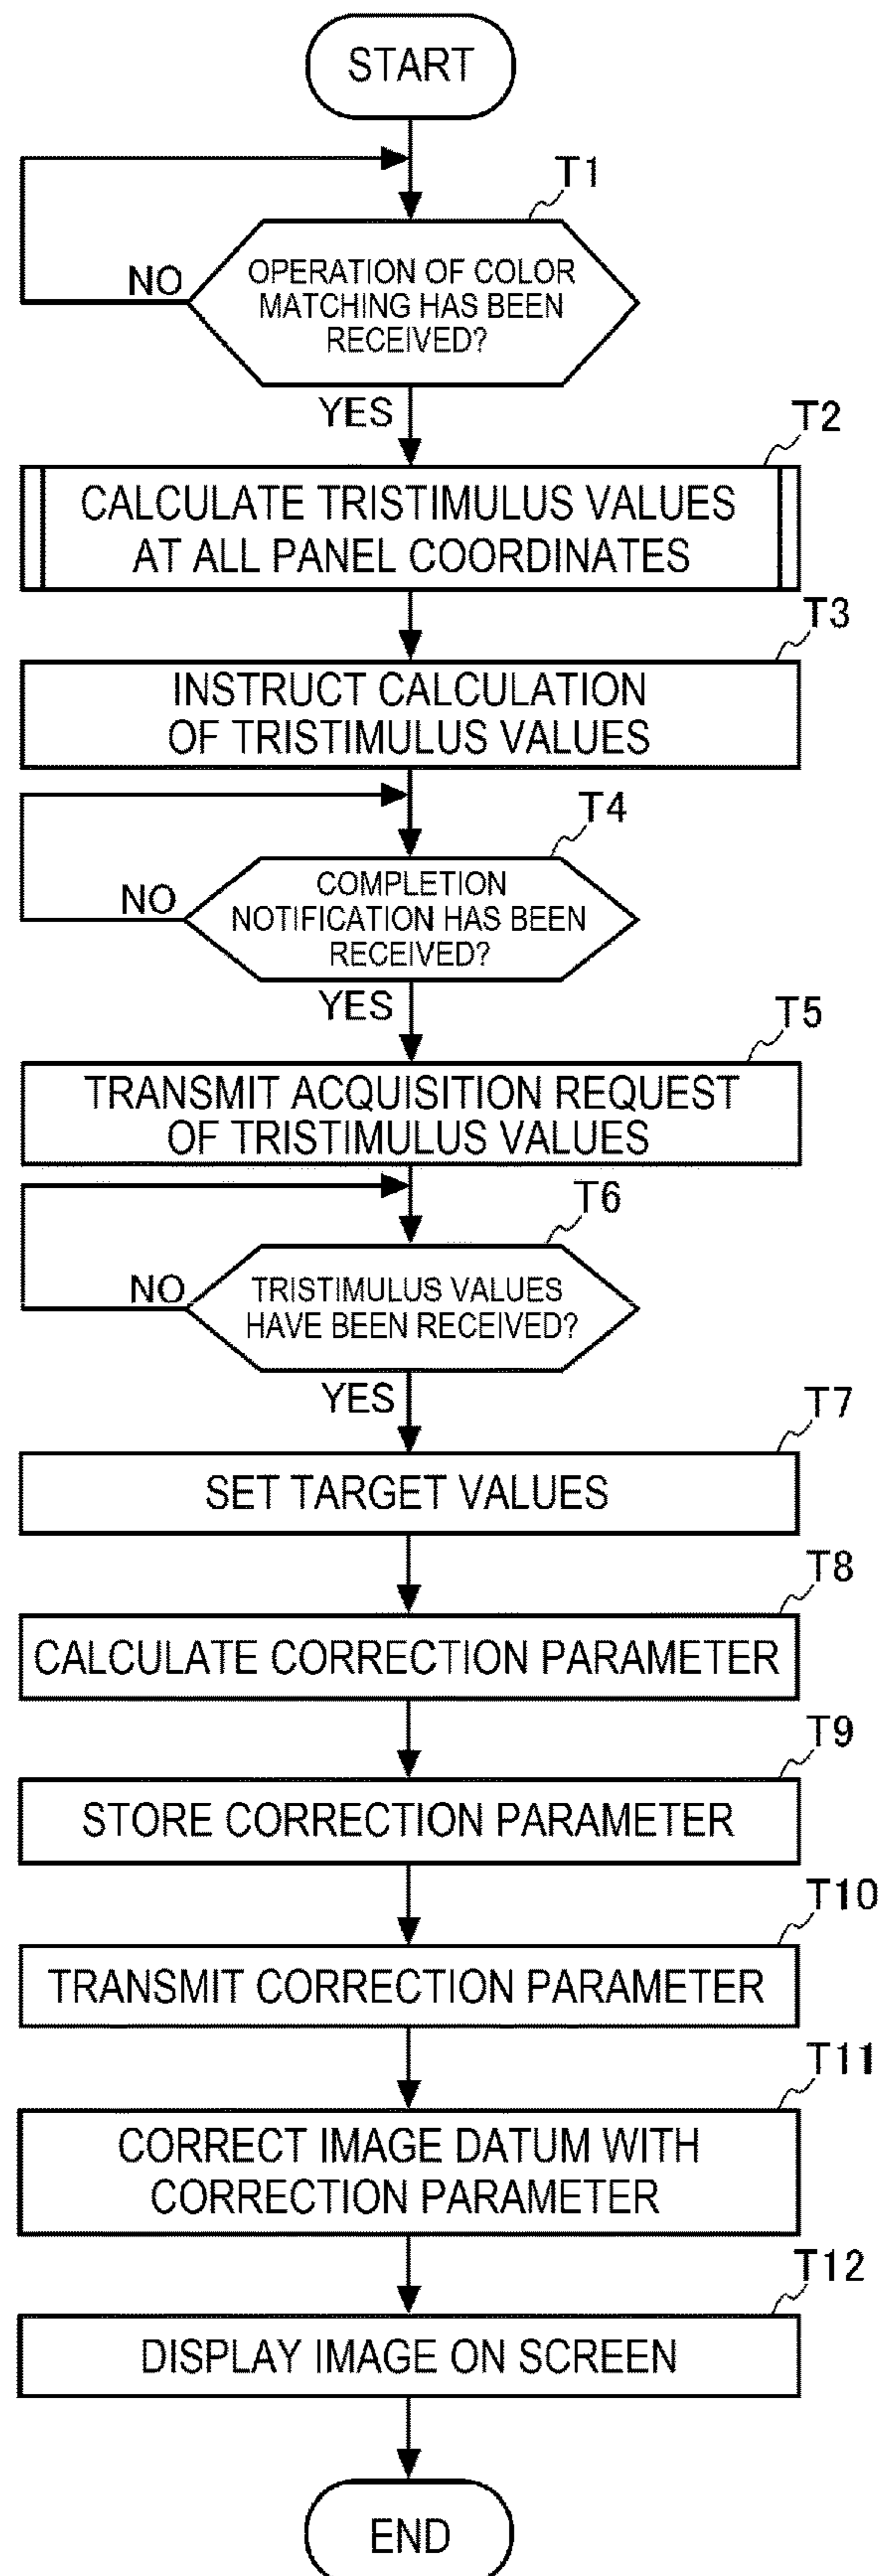 START
T1
OPERATION OF COLOR
MATCHING HAS BEEN
RECEIVED?
NO
YES
T2
CALCULATE TRISTIMULUS VALUES
AT ALL PANEL COORDINATES
T3
INSTRUCT CALCULATION
OF TRISTIMULUS VALUES
T4
COMPLETION
NOTIFICATION HAS BEEN
RECEIVED?
NO
YES
T5
TRANSMIT ACQUISITION REQUEST
OF TRISTIMULUS VALUES
T6
TRISTIMULUS VALUES
HAVE BEEN RECEIVED?
NO
YES
T7
SET TARGET VALUES
T8
CALCULATE CORRECTION PARAMETER
T9
STORE CORRECTION PARAMETER
T10
TRANSMIT CORRECTION PARAMETER
T11
CORRECT IMAGE DATUM WITH
CORRECTION PARAMETER
T12
DISPLAY IMAGE ON SCREEN
END